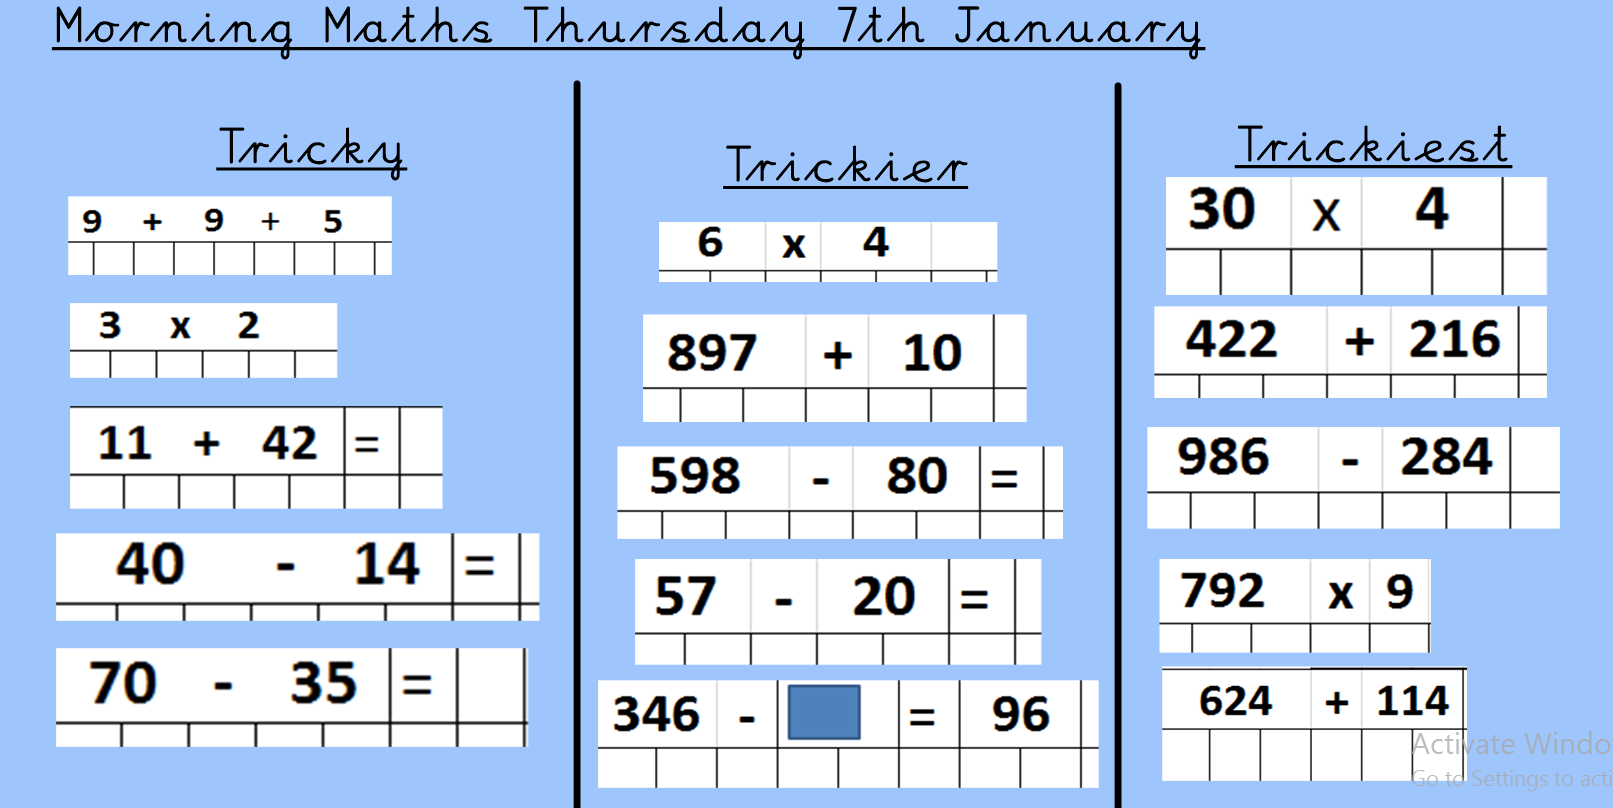 Morning Maths Thursday 7th January
Tricky
9 + 9 + 5
3 x 2
11 + 42 =
40 - 14 =
70 - 35 =
Trickier
6 x 4
897 + 10
598 - 80 =
57 - 20 =
346 - = 96
Trickiest
30 x 4
422 + 216
986 - 284
792 x 9
624 + 114
Activate Windo
Go to Settings to acti